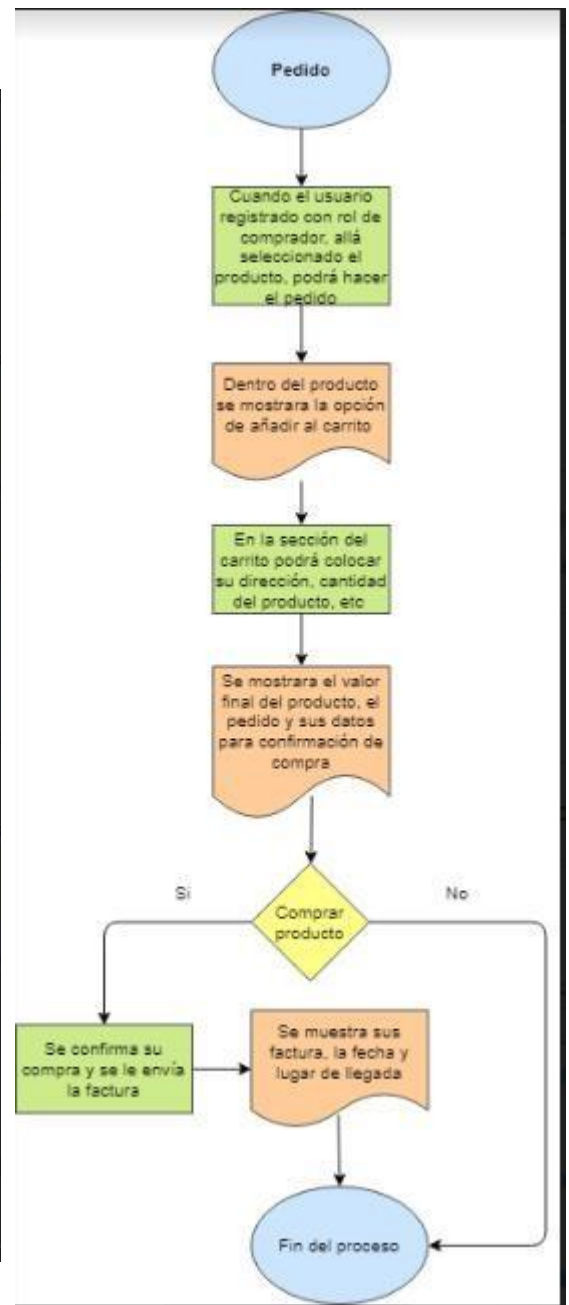 Pedido
Cuando el usuario
registrado con rol de
comprador, allá
seleccionado el
producto, podrá hacer
el pedido
Dentro del producto
se mostrara la opción
de añadir al carrito
En la sección del
carrito podrá colocar
su dirección, cantidad
del producto, etc
Se mostrara el valor
final del producto, el
pedido y sus datos
para confirmación de
compra
Si
No
Comprar
producto
Se confirma su
compra y se le envía
la factura
Se muestra sus
factura, la fecha y
lugar de llegada
Fin del proceso